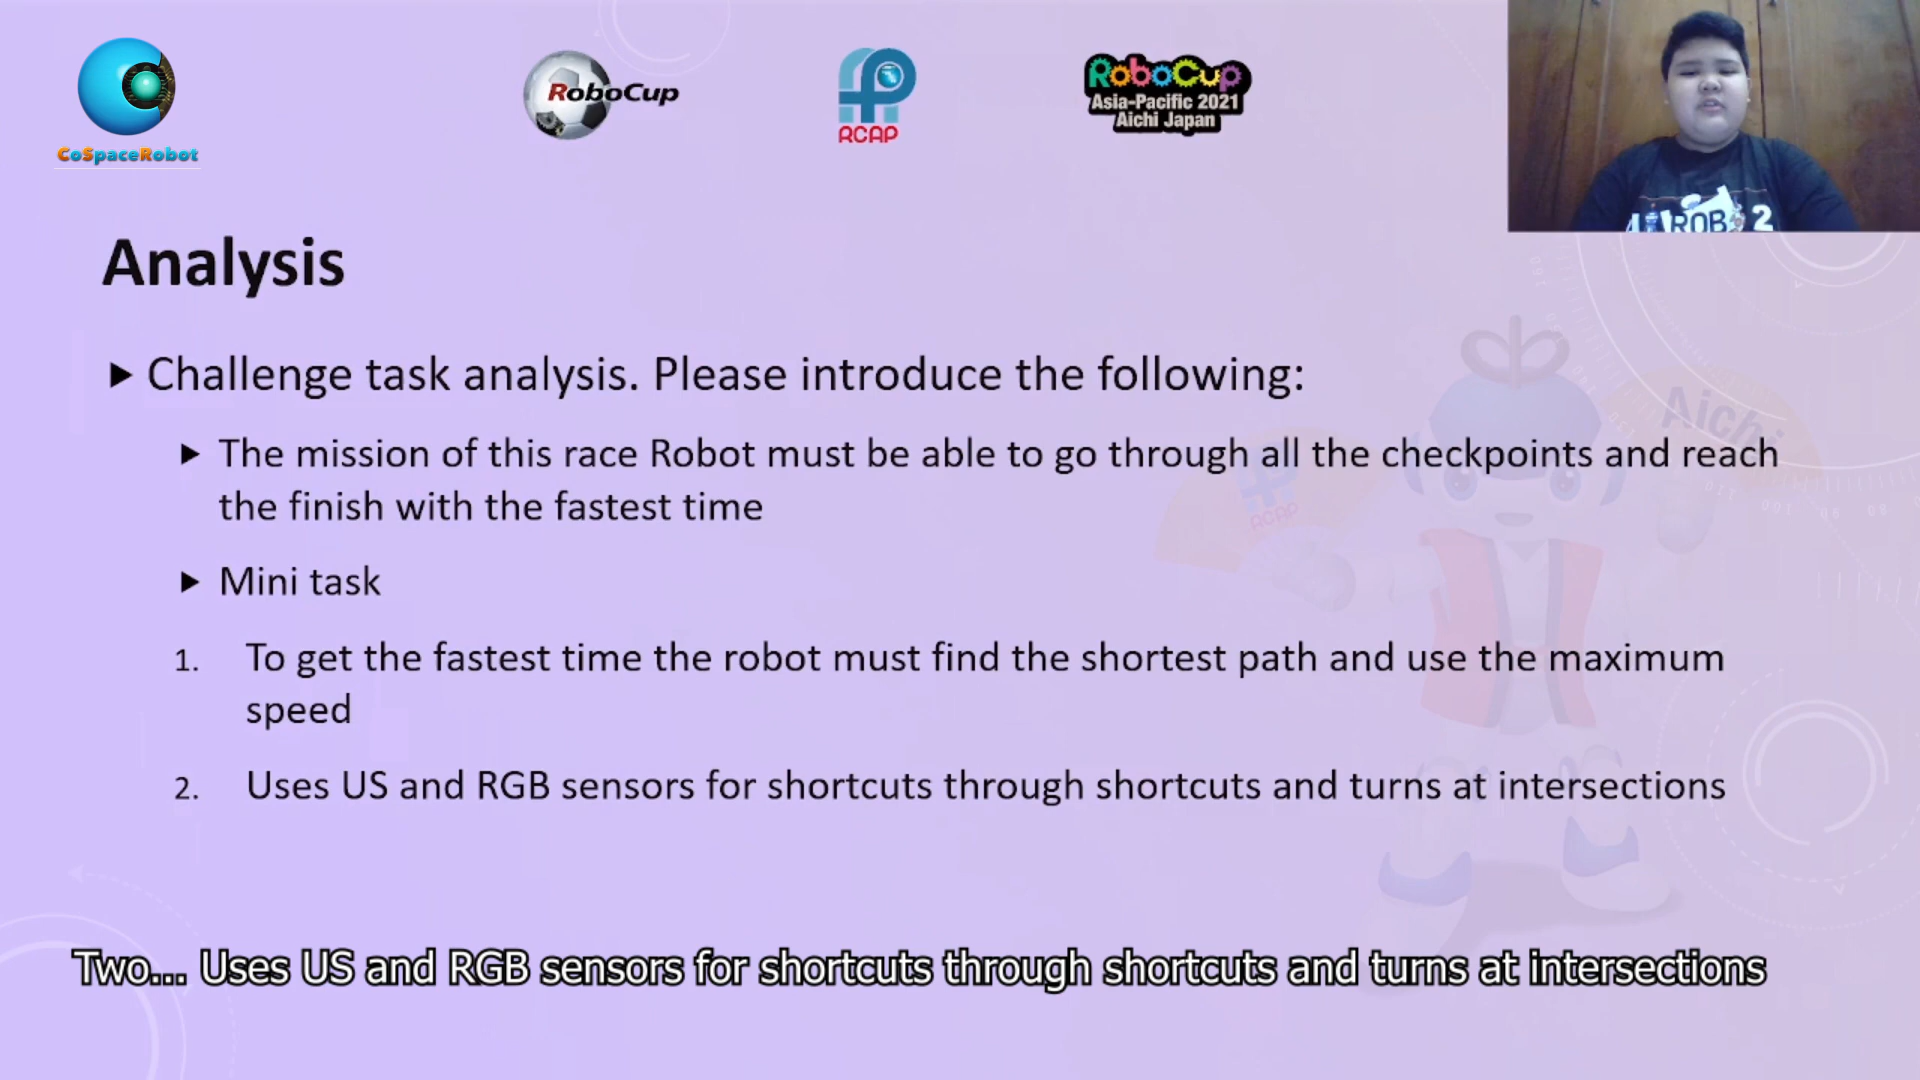 CoSpaceRobot
RoboCup
RCAP
RoboCup
Asia-Pacific 2021
Aichi Japan
ROB 2
Analysis
Challenge task analysis. Please introduce the following:
The mission of this race Robot must be able to go through all the checkpoints and reach
the finish with the fastest time
Mini task
1. To get the fastest time the robot must find the shortest path and use the maximum
speed
2. Uses US and RGB sensors for shortcuts through shortcuts and turns at intersections
Aichi
RCAP
Two... Uses US and RGB sensors for shortcuts through shortcuts and turns at intersections